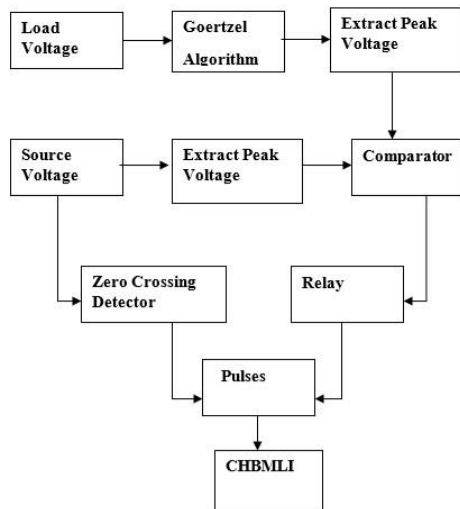 Load
Voltage
Goertzel
Algorithm
Extract Peak
Voltage
Source
Voltage
Extract Peak
Voltage
Comparator
Zero Crossing
Detector
Relay
Pulses
CHBMLI